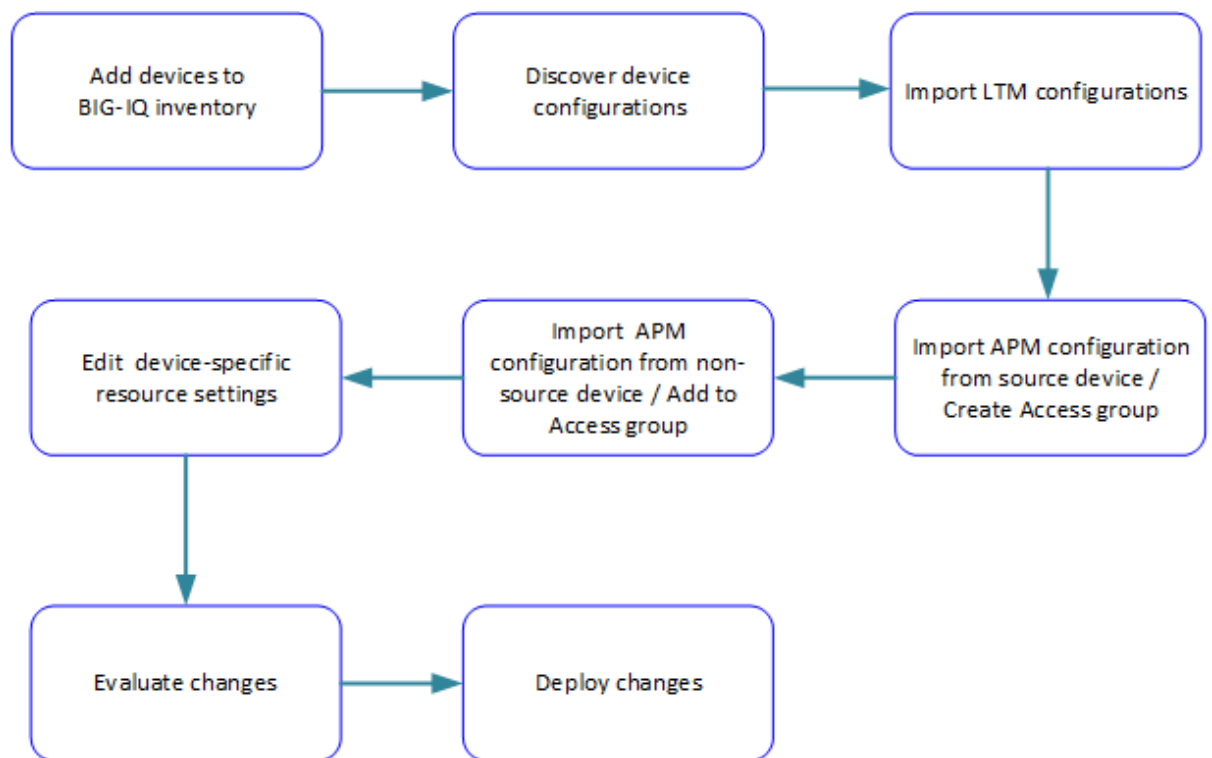 Add devices to
BIG-IQ inventory
Discover device
configurations
Import LTM configurations
Import APM configuration
from source device /
Create Access group
Import APM
configuration from non-
source device / Add to
Access group
Edit device-specific
resource settings
Evaluate changes
Deploy changes